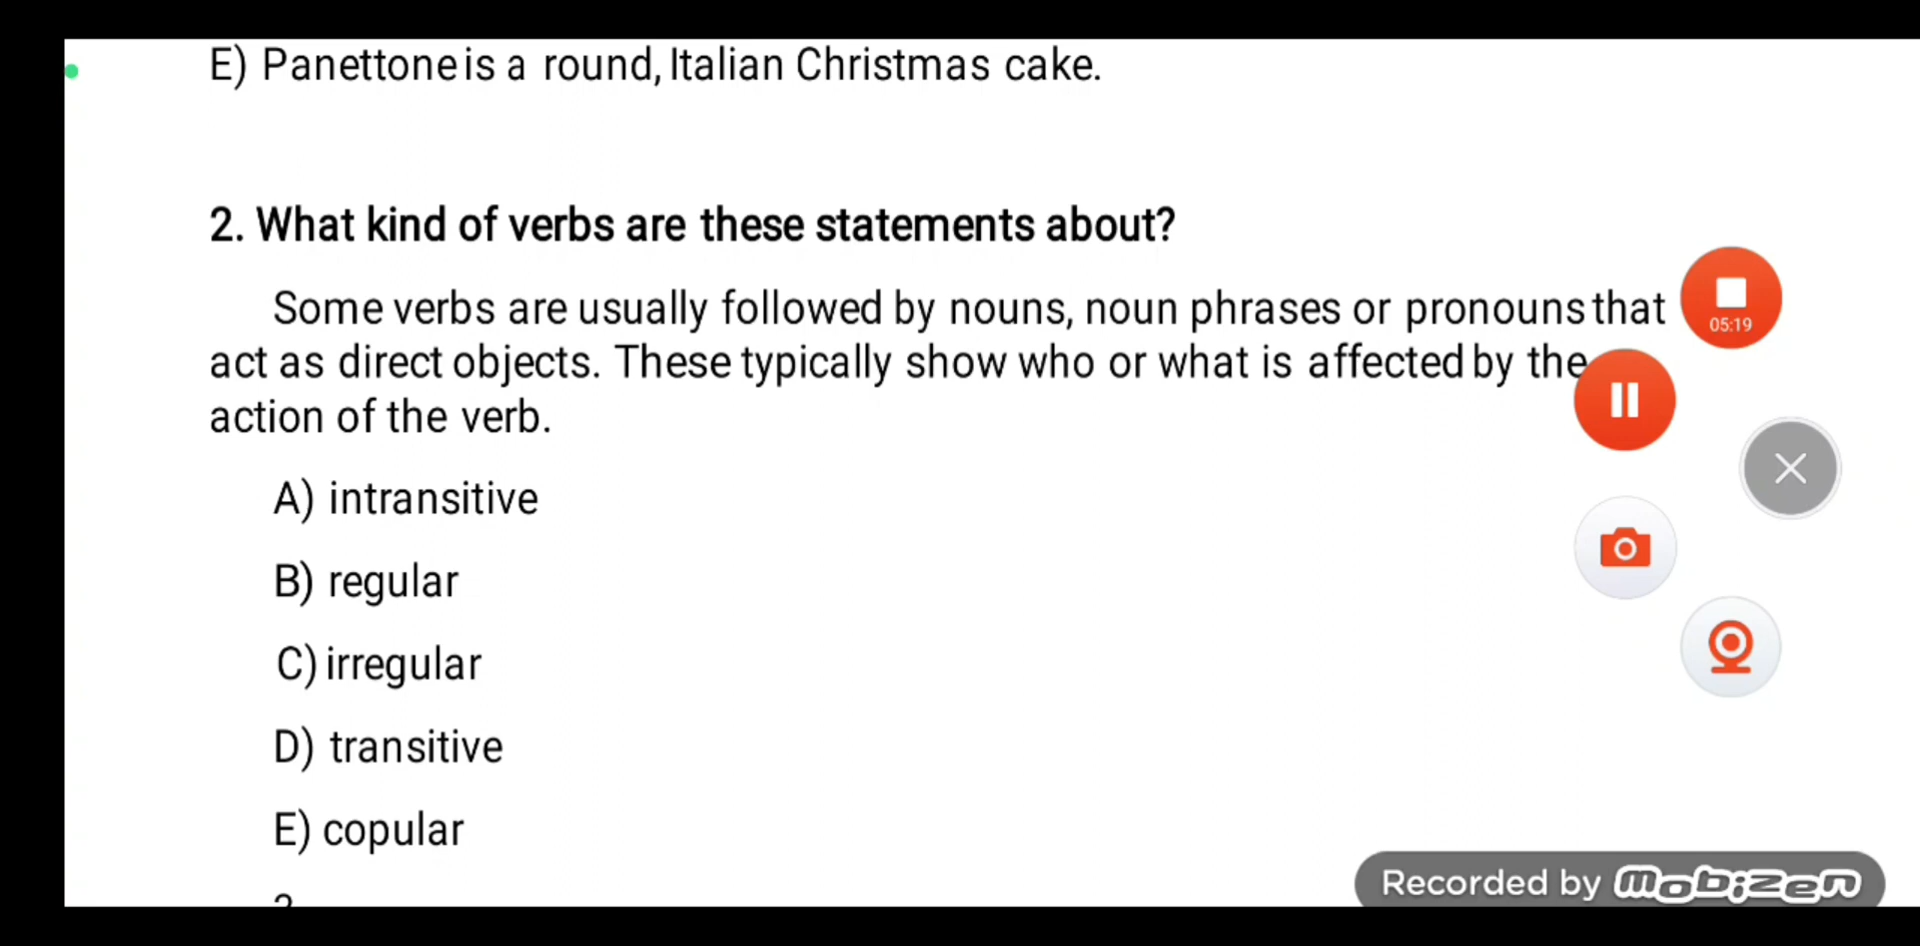 E) Panettone is a round, Italian Christmas cake.
2. What kind of verbs are these statements about?
Some verbs are usually followed by nouns, noun phrases or pronouns that
05:19
act as direct objects. These typically show who or what is affected by the
action of the verb.
A) intransitive
B) regular
C) irregular
D) transitive
E) copular
Recorded by mobizen